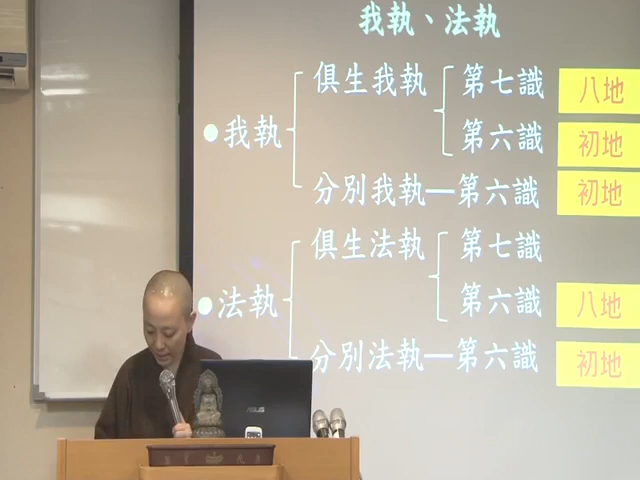 我執、法執
俱生我執 第七識 八地
我執
第六識 初地
分別我執—第六識 初地
俱生法執 第七識
法執
第六識 八地
分別法執—第六識 初地
ASUS